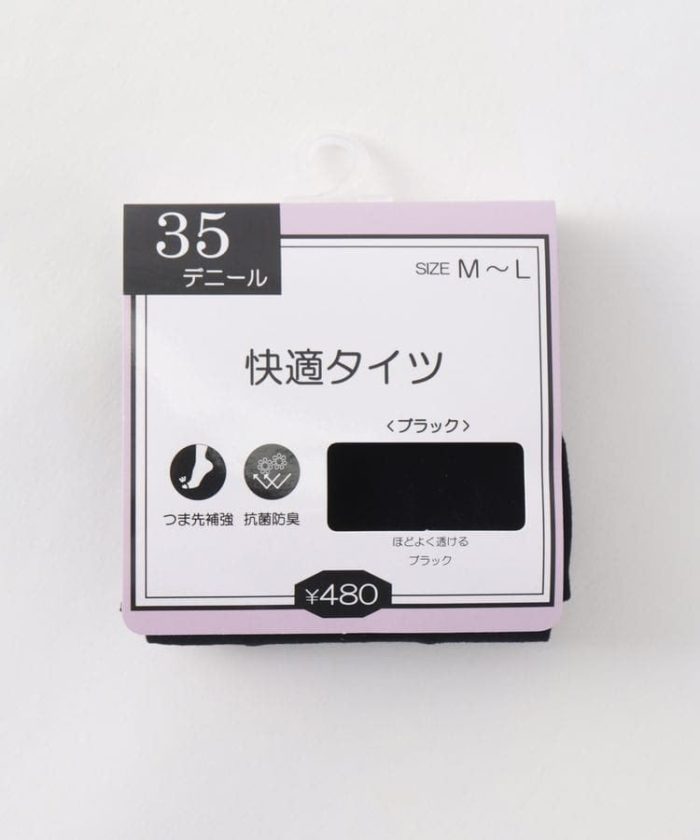 35
デニール
SIZE M～L
快適タイツ
〈ブラック〉
つま先補強 抗菌防臭
ほどよく透ける
ブラック
¥480